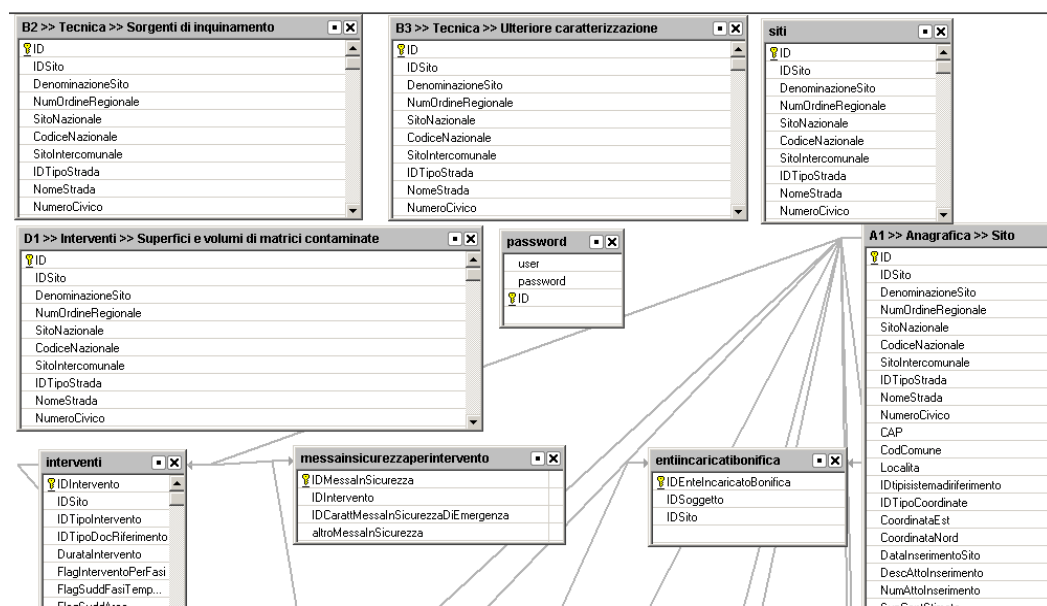 B2 >> Tecnica >> Sorgenti di inquinamento
ID
IDSito
DenominazioneSito
NumOrdineRegionale
SitoNazionale
CodiceNazionale
SitoIntercomunale
IDTipoStrada
NomeStrada
NumeroCivico
B3 >> Tecnica >> Ulteriore caratterizzazione
ID
IDSito
DenominazioneSito
NumOrdineRegionale
SitoNazionale
CodiceNazionale
SitoIntercomunale
IDTipoStrada
NomeStrada
NumeroCivico
siti
ID
IDSito
DenominazioneSito
NumOrdineRegionale
SitoNazionale
CodiceNazionale
SitoIntercomunale
IDTipoStrada
NomeStrada
NumeroCivico
D1 >> Interventi >> Superfici e volumi di matrici contaminate
ID
IDSito
DenominazioneSito
NumOrdineRegionale
SitoNazionale
CodiceNazionale
SitoIntercomunale
IDTipoStrada
NomeStrada
NumeroCivico
password
user
password
ID
A1 >> Anagrafica >> Sito
ID
IDSito
DenominazioneSito
NumOrdineRegionale
SitoNazionale
CodiceNazionale
SitoIntercomunale
IDTipoStrada
NomeStrada
NumeroCivico
CAP
CodComune
Localita
IDtipisistemadiriferimento
IDTipoCoordinate
CoordinataEst
CoordinataNord
DataInserimentoSito
DescAttoInserimento
NumAttoInserimento
interventi
IDIntervento
IDSito
IDTipoIntervento
IDTipoDocRiferimento
DurataIntervento
FlagInterventoPerFasi
FlagSuddFasiTemp...
messainsicurezzaperintervento
IDMessaInSicurezza
IDIntervento
IDCarattMessaInSicurezzaDiEmergenza
altroMessaInSicurezza
entiincaricatibonifica
IDEnteIncaricatoBonifica
IDSoggetto
IDSito